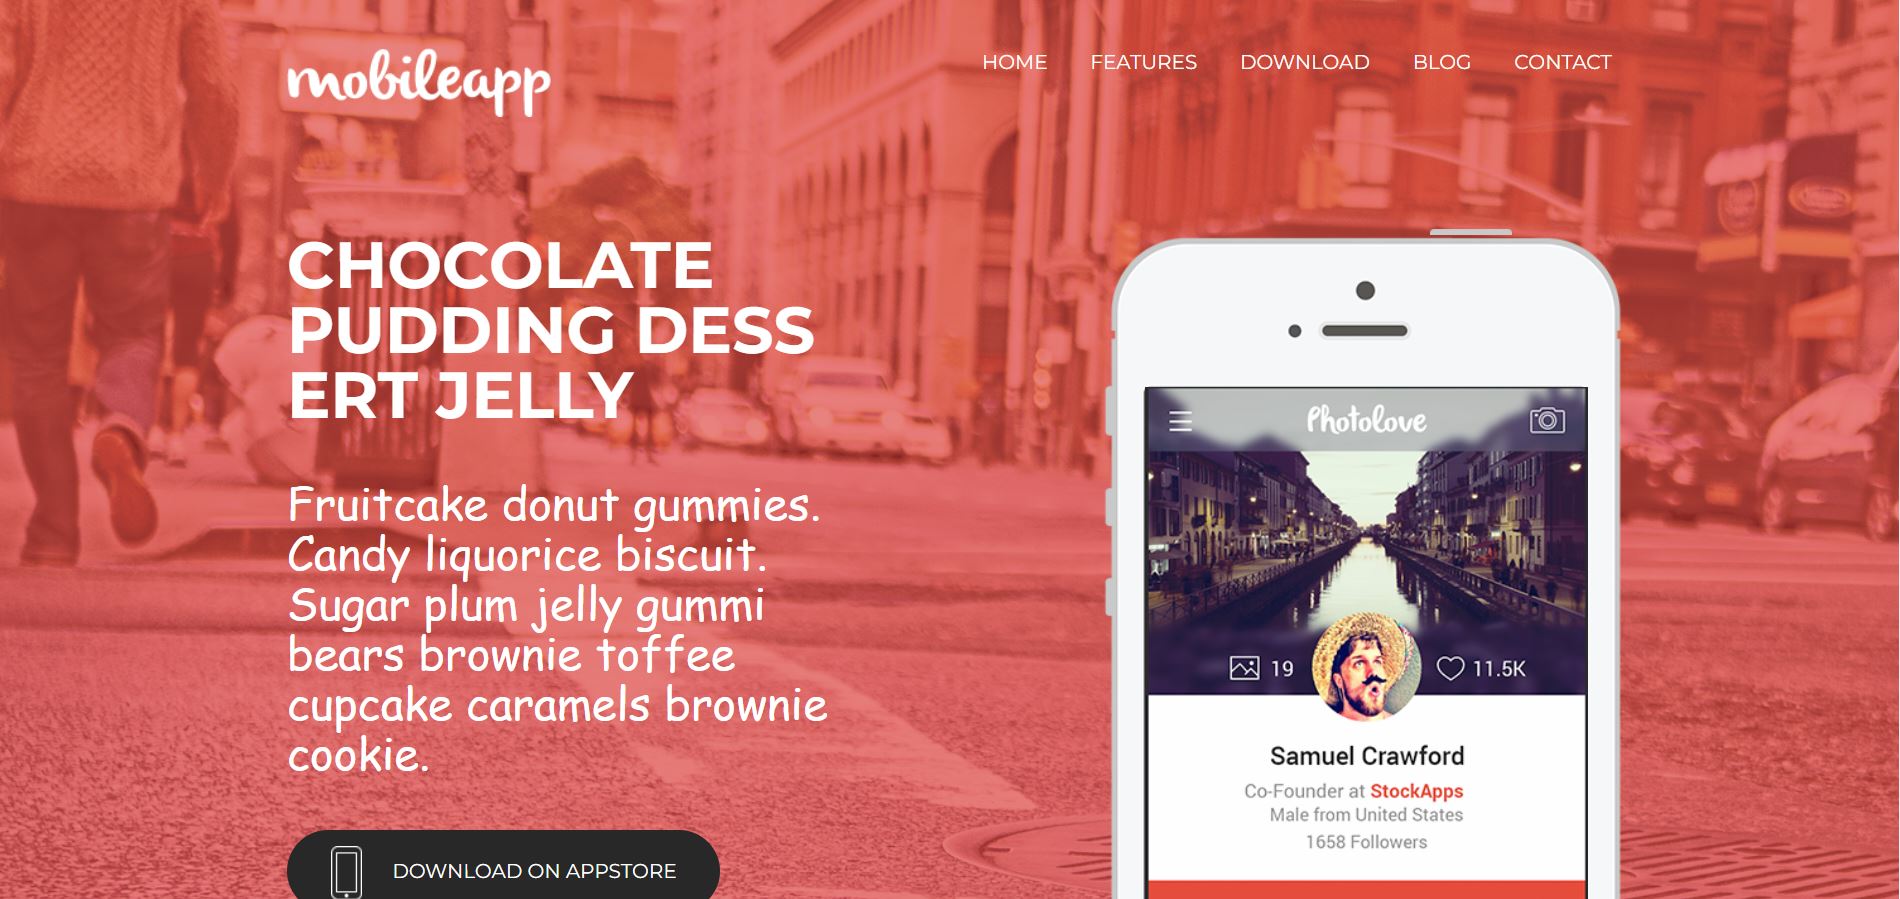 mobileapp
HOME FEATURES DOWNLOAD BLOG CONTACT
CHOCOLATE
PUDDING DESS
ERT JELLY
Fruitcake donut gummies.
Candy liquorice biscuit.
Sugar plum jelly gummi
bears brownie toffee
cupcake caramels brownie
cookie.
DOWNLOAD ON APPSTORE
Photolove
19 11.5K
Samuel Crawford
Co-Founder at StockApps
Male from United States
1658 Followers